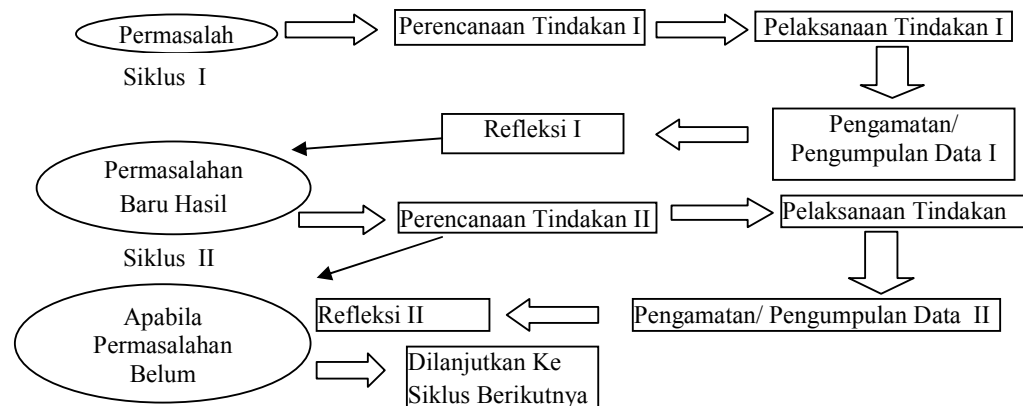 Permasalah
Perencanaan Tindakan I
Pelaksanaan Tindakan I
Siklus I
Pengamatan/
Pengumpulan Data I
Refleksi I
Permasalahan
Baru Hasil
Perencanaan Tindakan II
Pelaksanaan Tindakan
Siklus II
Pengamatan/ Pengumpulan Data II
Refleksi II
Apabila
Permasalahan
Belum
Dilanjutkan Ke
Siklus Berikutnya